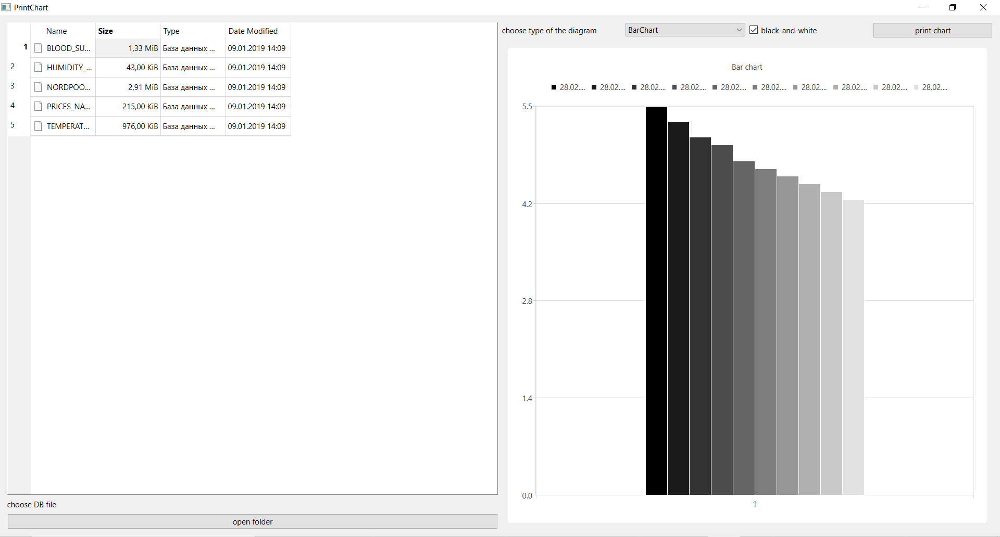 PrintChart
Name Size Type Date Modified
1 BLOOD_SU... 1,33 MiB База данных ... 09.01.2019 14:09
2 HUMIDITY_... 43,00 KiB База данных ... 09.01.2019 14:09
3 NORDPOO... 2,91 MiB База данных ... 09.01.2019 14:09
4 PRICES_NA... 215,00 KiB База данных ... 09.01.2019 14:09
5 TEMPERAT... 976,00 KiB База данных ... 09.01.2019 14:09
choose DB file
open folder
choose type of the diagram BarChart black-and-white print chart
Bar chart
28.02.... 28.02.... 28.02.... 28.02.... 28.02.... 28.02.... 28.02.... 28.02.... 28.02.... 28.02....
5.5
4.2
2.8
1.4
0.0
1